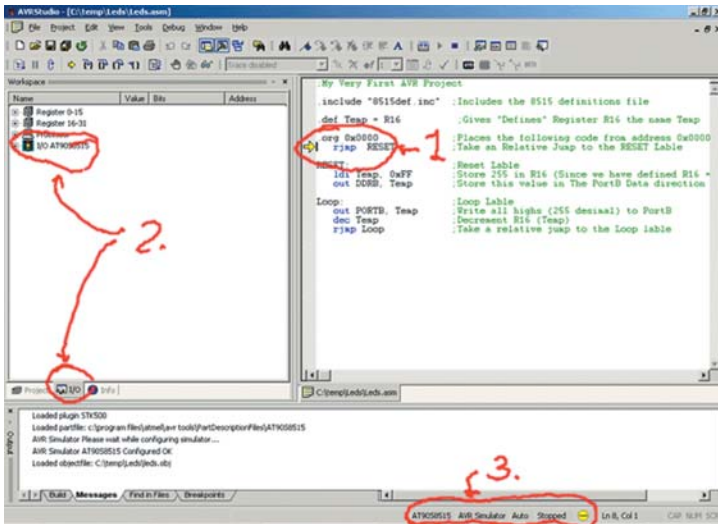 AVRStudio - [C:\temp\Leds\Leds.asm]
File Project Edit View Tools Debug Window Help
Trace disabled
Workspace
Name Value Bits Address
Register 0-15
Register 16-31
Processor
I/O AT90S8515
2.
Project I/O Info
C:\temp\Leds\Leds.asm
;My Very First AVR Project
.include "8515def.inc" ;Includes the 8515 definitions file
.def Temp = R16 ;Gives "Defines" Register R16 the name Temp
.org 0x0000 ;Places the following code from address 0x0000
rjmp RESET ;Take an Relative Jump to the RESET Lable
1
RESET: ;Reset Lable
ldi Temp, 0xFF ;Store 255 in R16 (Since we have defined R16 =
out DDRB, Temp ;Store this value in The PortB Data direction
Loop: ;Loop Lable
out PORTB, Temp ;Write all highs (255 desimal) to PortB
dec Temp ;Decrement R16 (Temp)
rjmp Loop ;Take a relative jump to the Loop lable
Output
Loaded plugin STK500
Loaded partfile: c:\program files\atmel\avr tools\PartDescriptionFiles\AT90S8515
AVR Simulator Please wait while configuring simulator...
AVR Simulator AT90S8515 Configured OK
Loaded objectfile: C:\temp\Leds\leds.obj
3.
Build Messages Find in Files Breakpoints
AT90S8515 AVR Simulator Auto Stopped Ln 8, Col 1 CAP NUM